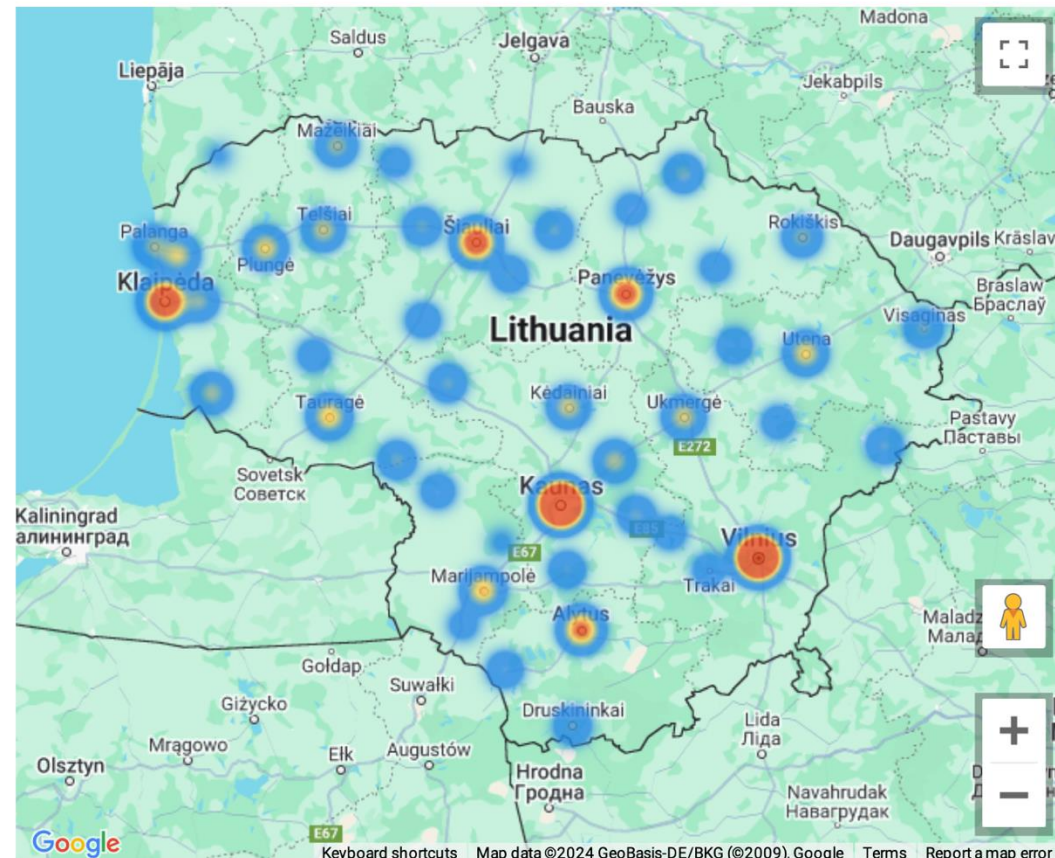 Madona
Saldus
Jelgava
Liepāja
Jekabpils
Bauska
Mažeikiai
Telšiai
Šiauliai
Rokiškis
Palanga
Daugavpils
Krāslav
Plungė
Klaipėda
Panevėžys
Braslaw
Браслаў
Visaginas
Lithuania
Utena
Kėdainiai
Ukmergė
Tauragė
Pastavy
Паставы
E272
Sovetsk
Советск
Kaunas
Kaliningrad
алининград
E85
Vilnius
E67
Marijampolė
Trakai
Alytus
Maladz
Малад
Gołdap
Suwałki
Giżycko
Druskininkai
Lida
Ліда
Mrągowo
Ełk
Augustów
Olsztyn
Hrodna
Гродна
Navahrudak
Навагрудак
E67
Google
Keyboard shortcuts Map data ©2024 GeoBasis-DE/BKG (©2009), Google Terms Report a map error